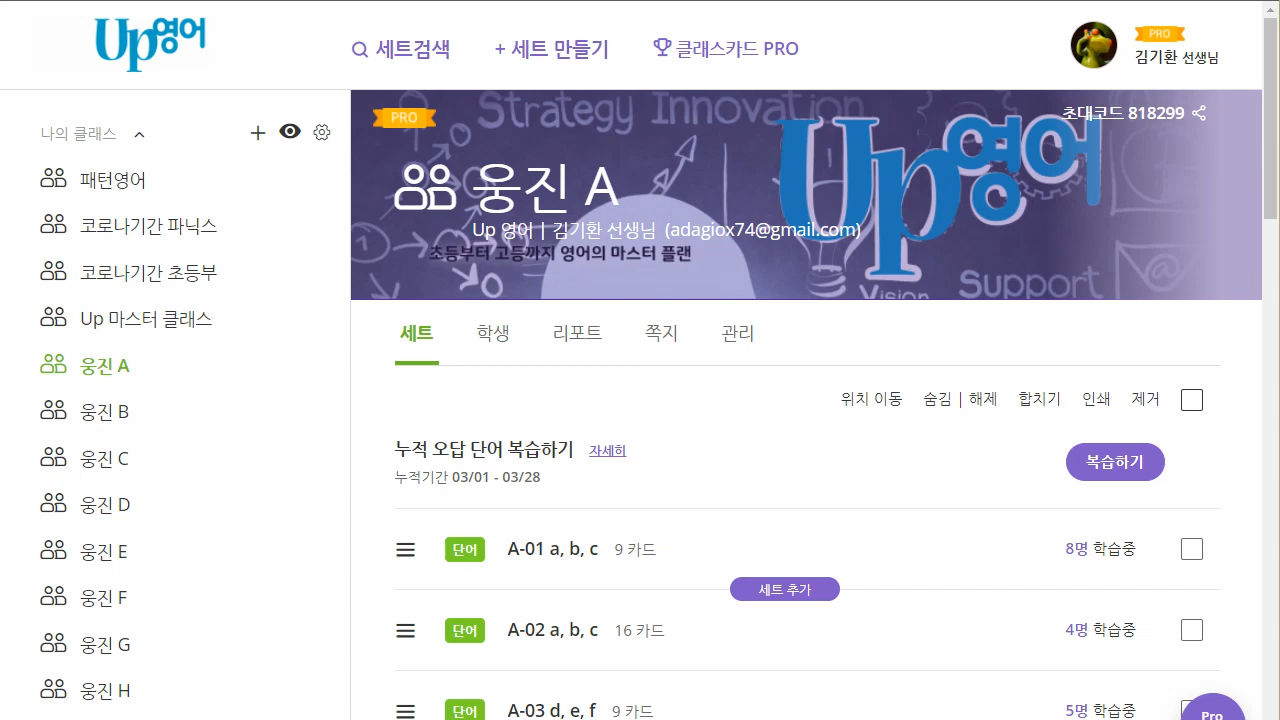 Up영어
세트검색
+ 세트 만들기
클래스카드 PRO
PRO
김기환 선생님
나의 클래스
패턴영어
코로나기간 파닉스
코로나기간 초등부
Up 마스터 클래스
웅진 A
웅진 B
웅진 C
웅진 D
웅진 E
웅진 F
웅진 G
웅진 H
PRO
Strategy Innovation
초대코드 818299
Up영어
웅진 A
Up 영어 | 김기환 선생님 (adagiox74@gmail.com)
초등부터 고등까지 영어의 마스터 플랜
Vision
Support
세트
학생
리포트
쪽지
관리
위치 이동
숨김 | 해제
합치기
인쇄
제거
누적 오답 단어 복습하기 자세히
누적기간 03/01 - 03/28
복습하기
단어 A-01 a, b, c 9 카드 8명 학습중
세트 추가
단어 A-02 a, b, c 16 카드 4명 학습중
단어 A-03 d, e, f 9 카드 5명 학습중
Pro